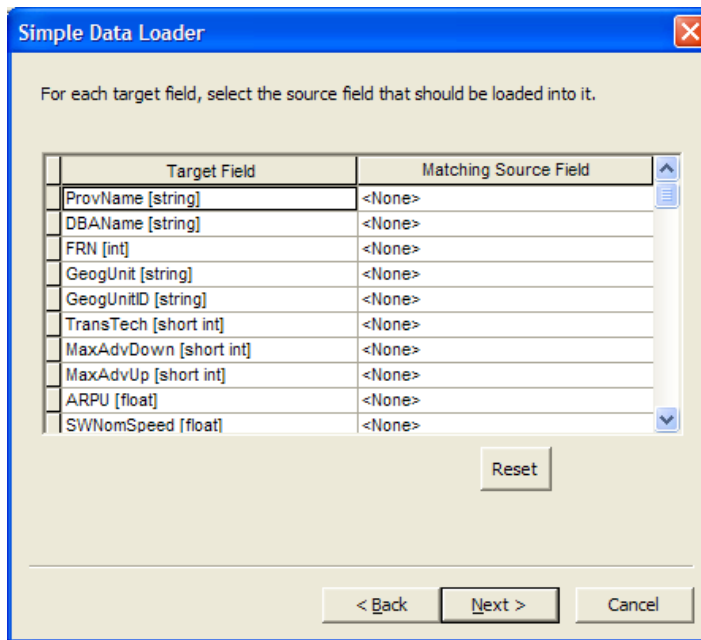 Simple Data Loader
For each target field, select the source field that should be loaded into it.
Target Field Matching Source Field
ProvName [string] <None>
DBAName [string] <None>
FRN [int] <None>
GeogUnit [string] <None>
GeogUnitID [string] <None>
TransTech [short int] <None>
MaxAdvDown [short int] <None>
MaxAdvUp [short int] <None>
ARPU [float] <None>
SWNomSpeed [float] <None>
Reset
< Back Next > Cancel